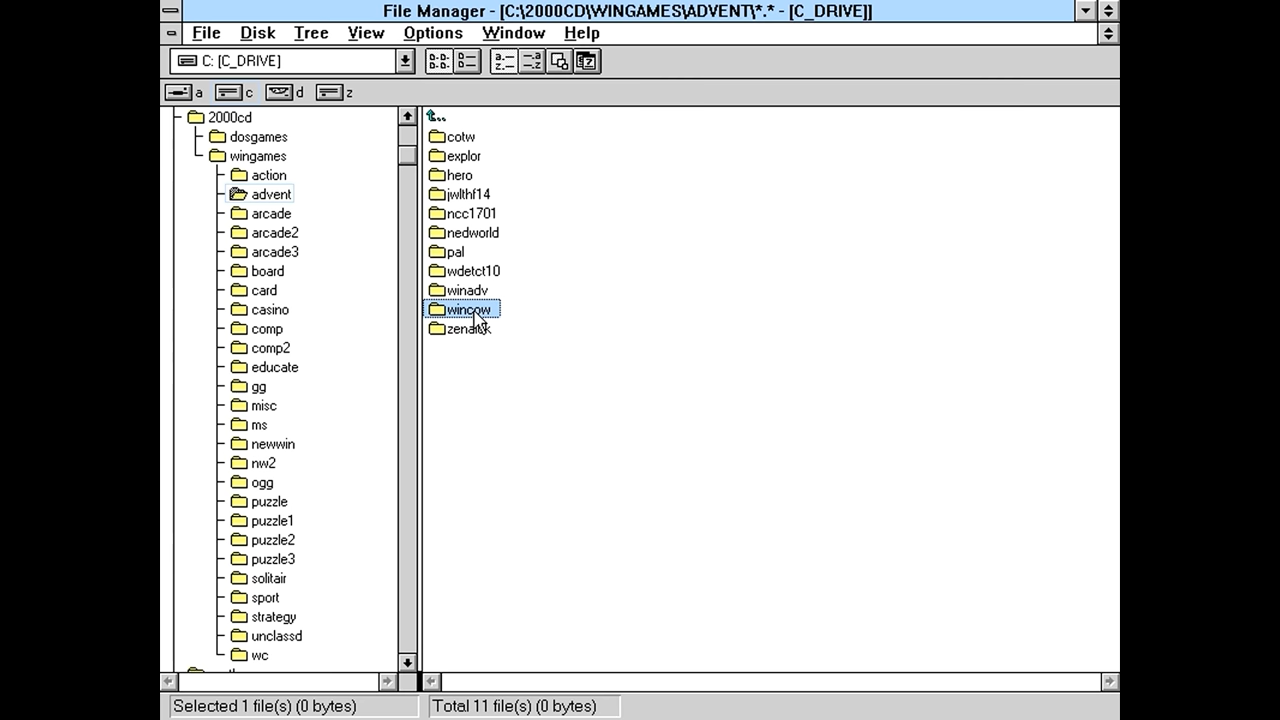 File Manager - [C:\2000CD\WINGAMES\ADVENT\*.* - [C_DRIVE]]
File Disk Tree View Options Window Help
C: [C_DRIVE]
a c d z
2000cd
dosgames
wingames
action
advent
arcade
arcade2
arcade3
board
card
casino
comp
comp2
educate
gg
misc
ms
newwin
nw2
ogg
puzzle
puzzle1
puzzle2
puzzle3
solitair
sport
strategy
unclassd
wc
cotw
explor
hero
jwlthf14
ncc1701
nedworld
pal
wdetct10
winadv
wincow
Selected 1 file(s) (0 bytes)
Total 11 file(s) (0 bytes)